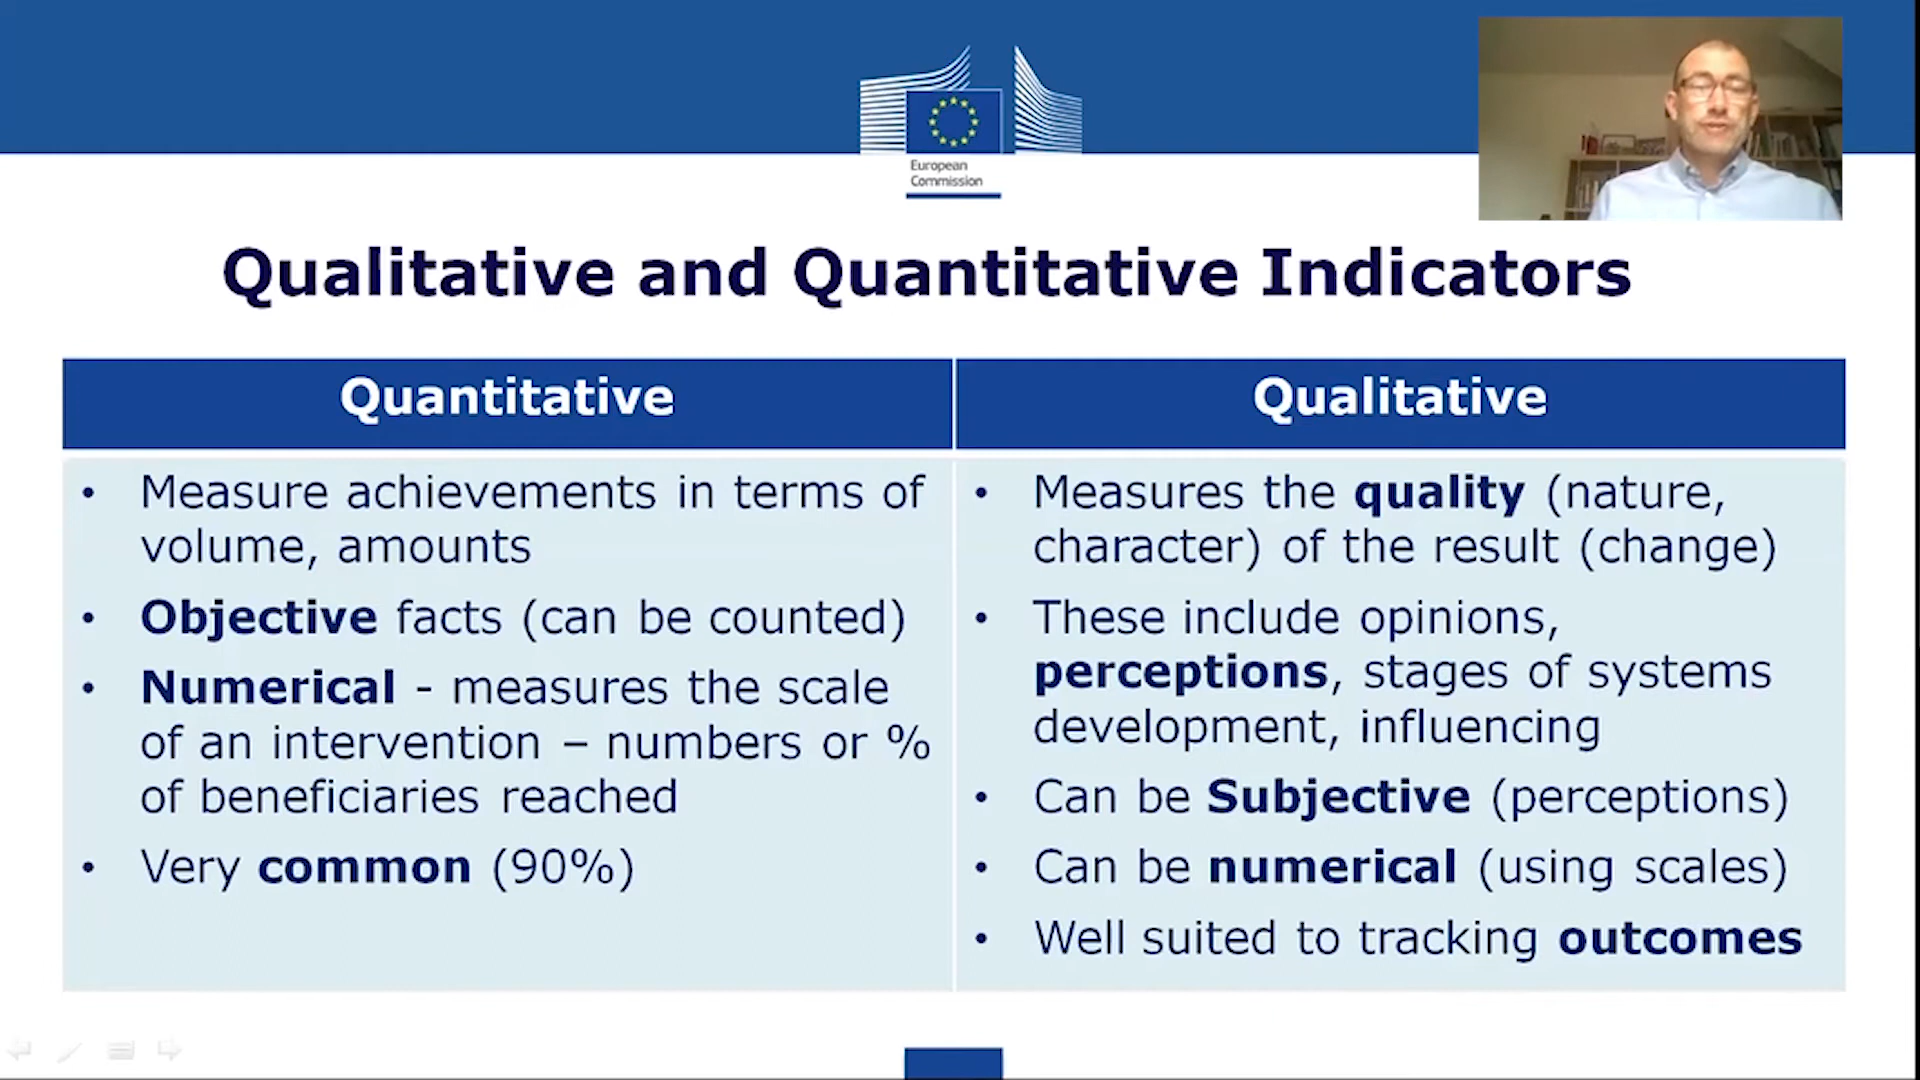 European
Commission
Qualitative and Quantitative Indicators
Quantitative
• Measure achievements in terms of
volume, amounts
• Objective facts (can be counted)
• Numerical - measures the scale
of an intervention – numbers or %
of beneficiaries reached
• Very common (90%)
Qualitative
• Measures the quality (nature,
character) of the result (change)
• These include opinions,
perceptions, stages of systems
development, influencing
• Can be Subjective (perceptions)
• Can be numerical (using scales)
• Well suited to tracking outcomes